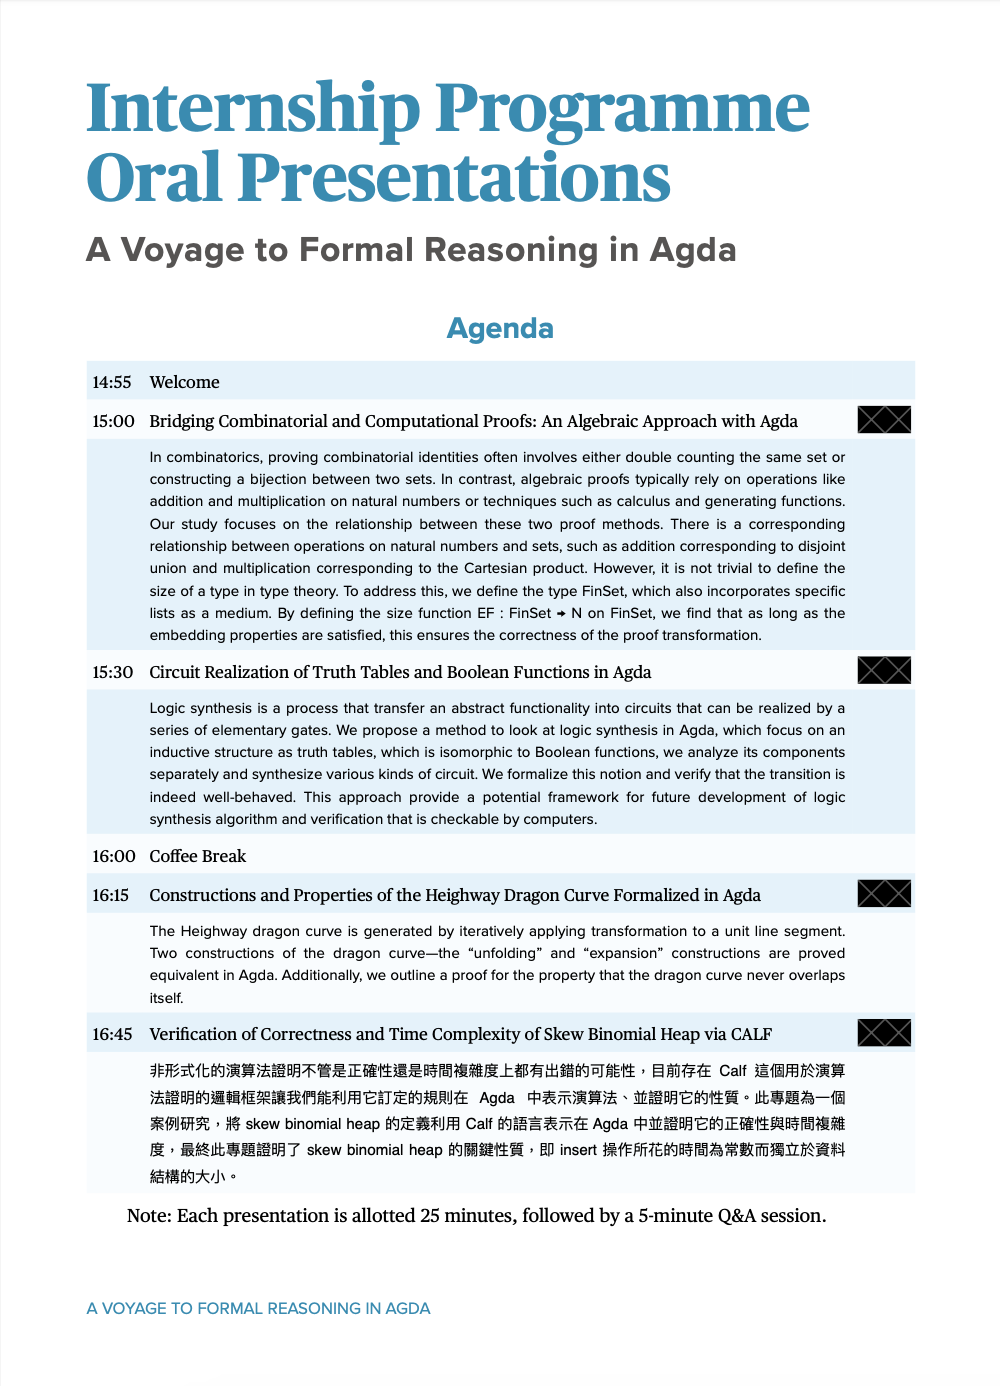 Internship Programme
Oral Presentations
A Voyage to Formal Reasoning in Agda
Agenda
14:55 Welcome
15:00 Bridging Combinatorial and Computational Proofs: An Algebraic Approach with Agda
In combinatorics, proving combinatorial identities often involves either double counting the same set or
constructing a bijection between two sets. In contrast, algebraic proofs typically rely on operations like
addition and multiplication on natural numbers or techniques such as calculus and generating functions.
Our study focuses on the relationship between these two proof methods. There is a corresponding
relationship between operations on natural numbers and sets, such as addition corresponding to disjoint
union and multiplication corresponding to the Cartesian product. However, it is not trivial to define the
size of a type in type theory. To address this, we define the type FinSet, which also incorporates specific
lists as a medium. By defining the size function EF : FinSet → N on FinSet, we find that as long as the
embedding properties are satisfied, this ensures the correctness of the proof transformation.
15:30 Circuit Realization of Truth Tables and Boolean Functions in Agda
Logic synthesis is a process that transfer an abstract functionality into circuits that can be realized by a
series of elementary gates. We propose a method to look at logic synthesis in Agda, which focus on an
inductive structure as truth tables, which is isomorphic to Boolean functions, we analyze its components
separately and synthesize various kinds of circuit. We formalize this notion and verify that the transition is
indeed well-behaved. This approach provide a potential framework for future development of logic
synthesis algorithm and verification that is checkable by computers.
16:00 Coffee Break
16:15 Constructions and Properties of the Heighway Dragon Curve Formalized in Agda
The Heighway dragon curve is generated by iteratively applying transformation to a unit line segment.
Two constructions of the dragon curve—the “unfolding” and “expansion” constructions are proved
equivalent in Agda. Additionally, we outline a proof for the property that the dragon curve never overlaps
itself.
16:45 Verification of Correctness and Time Complexity of Skew Binomial Heap via CALF
非形式化的演算法證明不管是正確性還是時間複雜度上都有出錯的可能性，目前存在 Calf 這個用於演算
法證明的邏輯框架讓我們能利用它訂定的規則在 Agda 中表示演算法、並證明它的性質。此專題為一個
案例研究，將 skew binomial heap 的定義利用 Calf 的語言表示在 Agda 中並證明它的正確性與時間複雜
度，最終此專題證明了 skew binomial heap 的關鍵性質，即 insert 操作所花的時間為常數而獨立於資料
結構的大小。
Note: Each presentation is allotted 25 minutes, followed by a 5-minute Q&A session.
A VOYAGE TO FORMAL REASONING IN AGDA